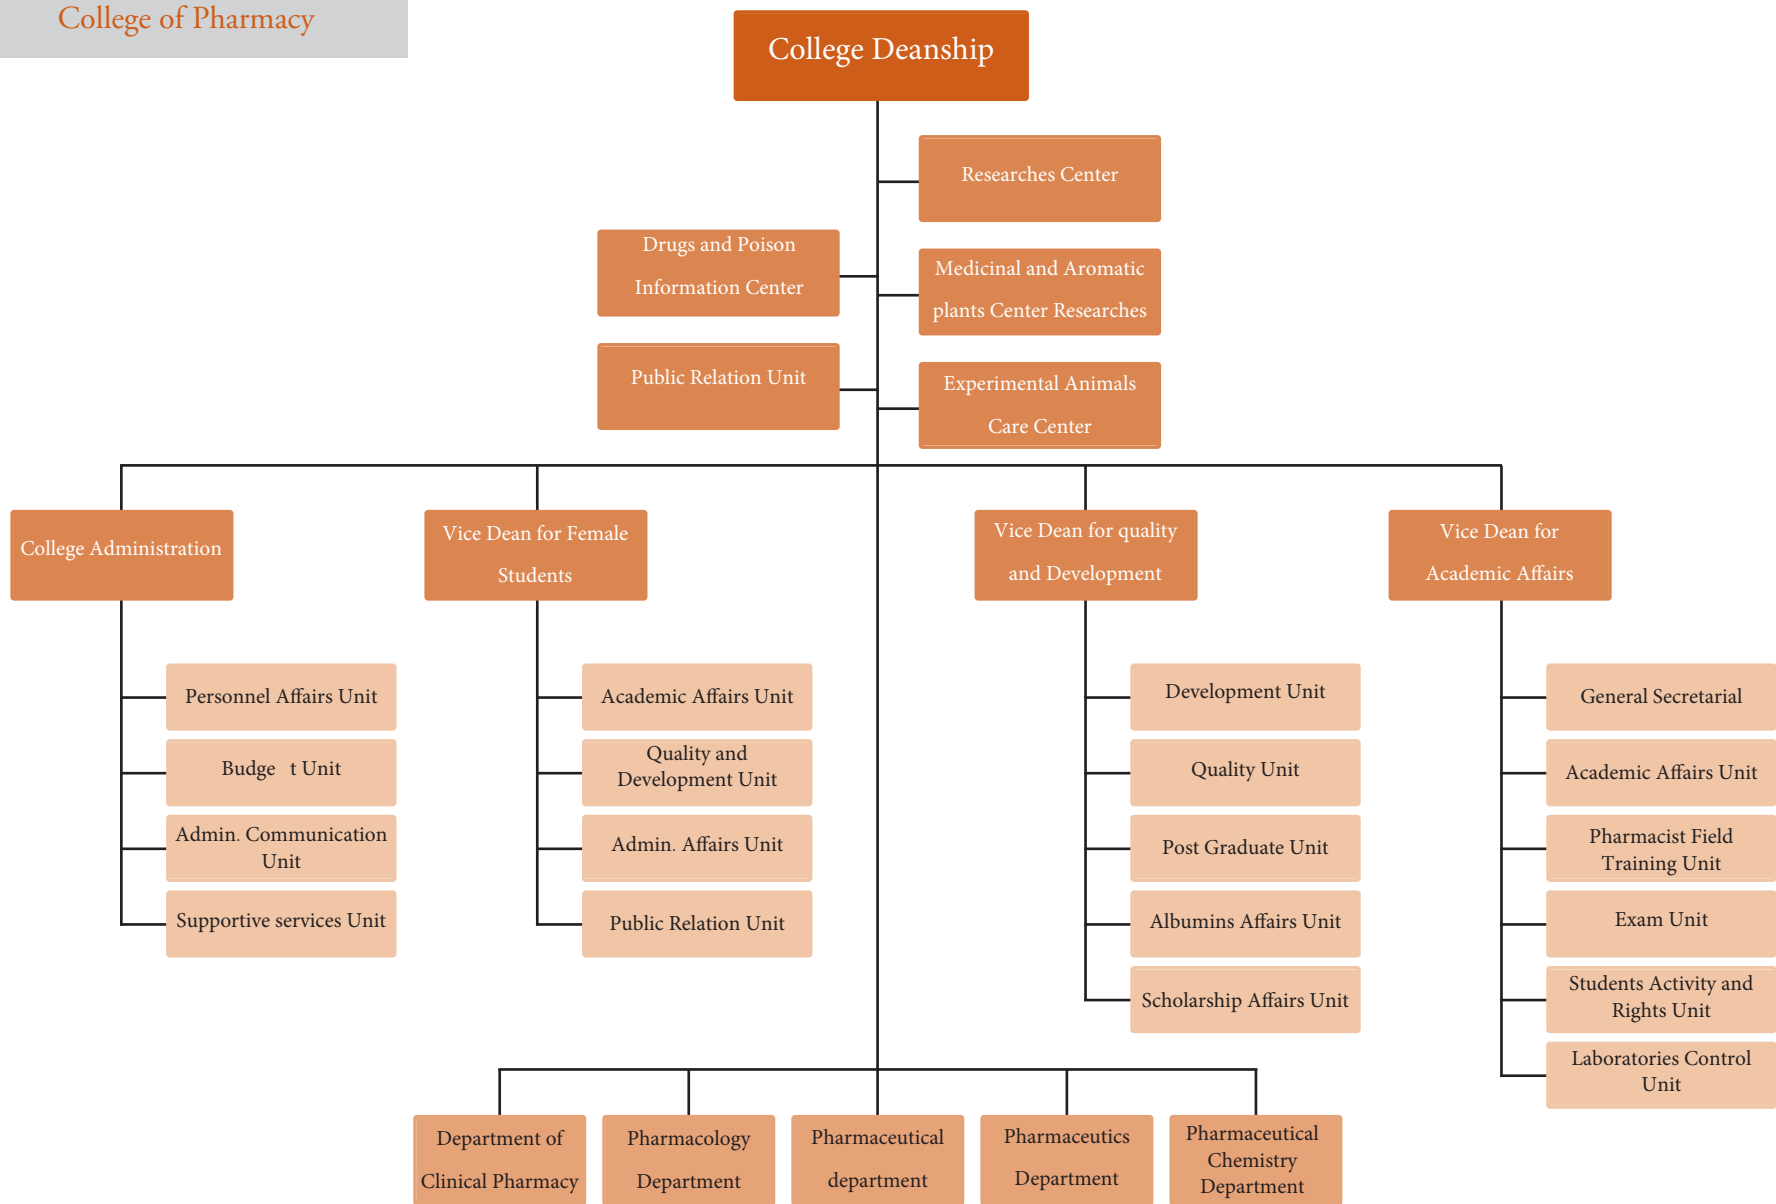 College of Pharmacy
College Deanship
Researches Center
Drugs and Poison
Information Center
Medicinal and Aromatic
plants Center Researches
Public Relation Unit
Experimental Animals
Care Center
College Administration
Vice Dean for Female
Students
Vice Dean for quality
and Development
Vice Dean for
Academic Affairs
Personnel Affairs Unit
Budge t Unit
Admin. Communication
Unit
Supportive services Unit
Academic Affairs Unit
Quality and
Development Unit
Admin. Affairs Unit
Public Relation Unit
Development Unit
Quality Unit
Post Graduate Unit
Albumins Affairs Unit
Scholarship Affairs Unit
General Secretarial
Academic Affairs Unit
Pharmacist Field
Training Unit
Exam Unit
Students Activity and
Rights Unit
Laboratories Control
Unit
Department of
Clinical Pharmacy
Pharmacology
Department
Pharmaceutical
department
Pharmaceutics
Department
Pharmaceutical
Chemistry
Department